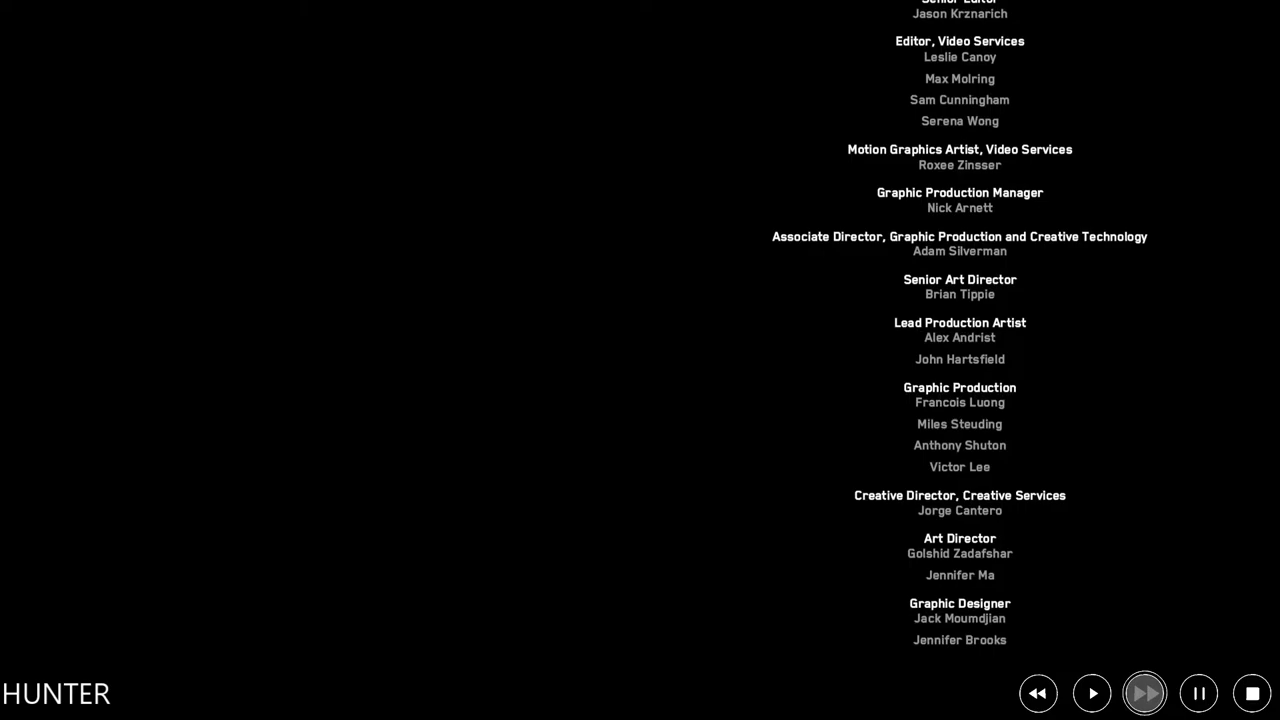 Senior Editor
Jason Krznarich
Editor, Video Services
Leslie Canoy
Max Molring
Sam Cunningham
Serena Wong
Motion Graphics Artist, Video Services
Roxee Zinsser
Graphic Production Manager
Nick Arnett
Associate Director, Graphic Production and Creative Technology
Adam Silverman
Senior Art Director
Brian Tippie
Lead Production Artist
Alex Andrist
John Hartsfield
Graphic Production
Francois Luong
Miles Steuding
Anthony Shuton
Victor Lee
Creative Director, Creative Services
Jorge Cantero
Art Director
Golshid Zadafshar
Jennifer Ma
Graphic Designer
Jack Moumdjian
Jennifer Brooks
HUNTER